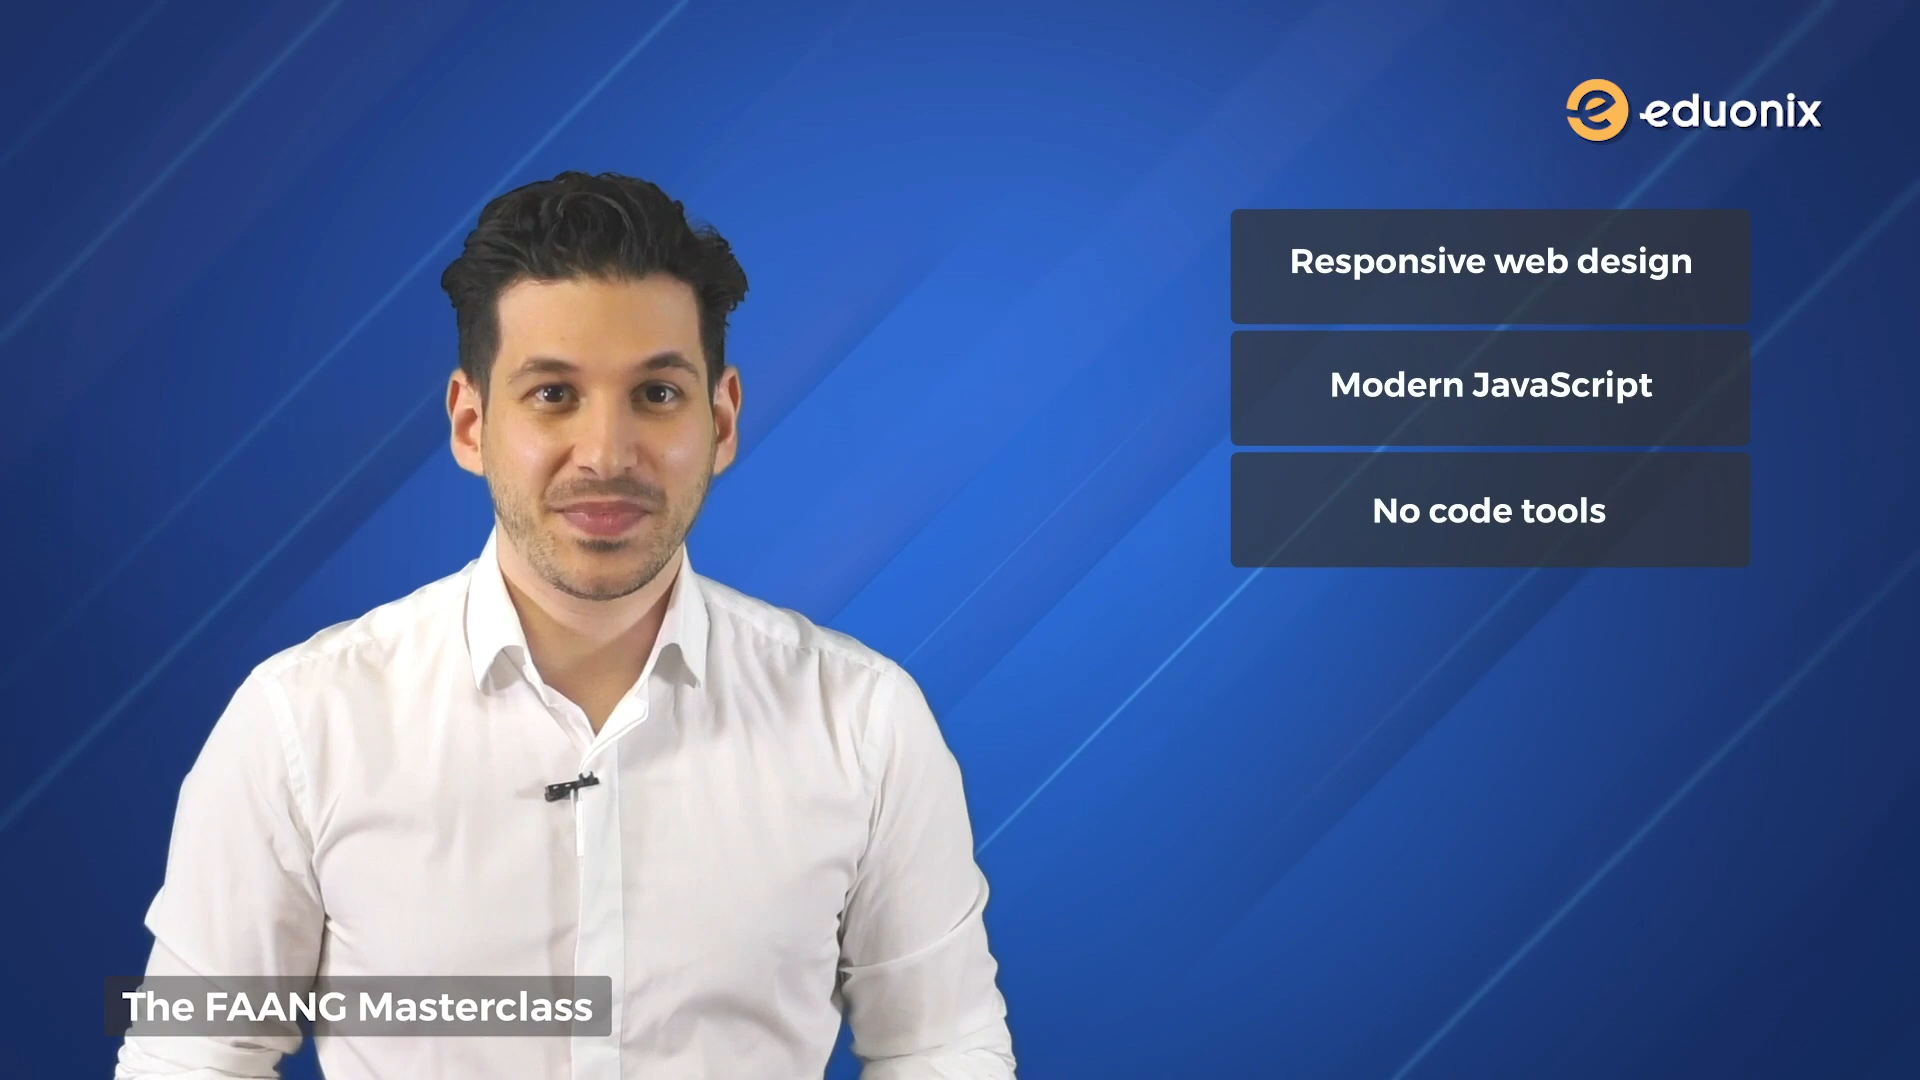 eduonix
Responsive web design
Modern JavaScript
No code tools
The FAANG Masterclass